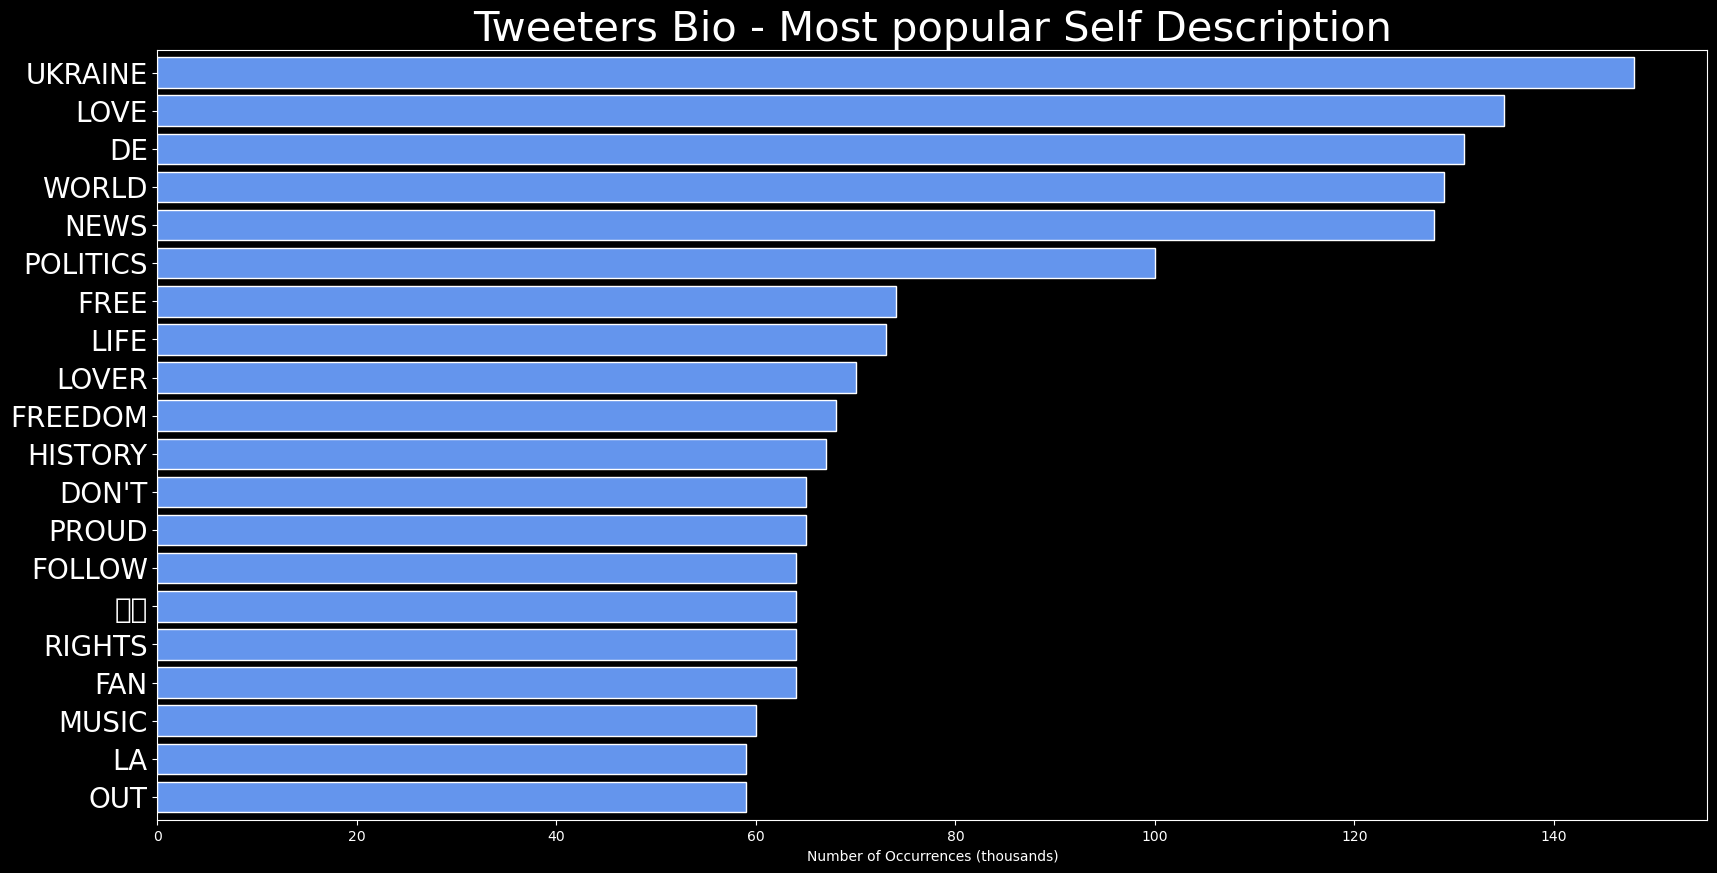 Tweeters Bio - Most popular Self Description
UKRAINE
LOVE
DE
WORLD
NEWS
POLITICS
FREE
LIFE
LOVER
FREEDOM
HISTORY
DON'T
PROUD
FOLLOW
RIGHTS
FAN
MUSIC
LA
OUT
0 20 40 60 80 100 120 140
Number of Occurrences (thousands)